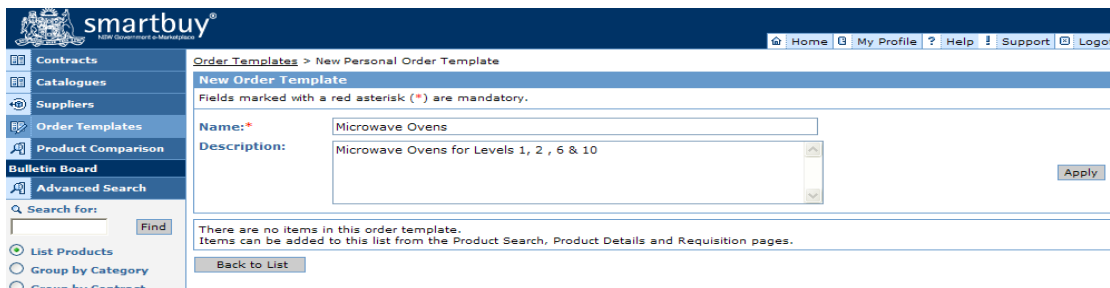 smartbuy®
NSW Government e-Marketplace
Home My Profile ? Help ! Support Logo
Contracts
Catalogues
Suppliers
Order Templates
Product Comparison
Bulletin Board
Advanced Search
Search for:
Find
List Products
Group by Category
Group by Contract
Order Templates > New Personal Order Template
New Order Template
Fields marked with a red asterisk (*) are mandatory.
Name:* Microwave Ovens
Description: Microwave Ovens for Levels 1, 2 , 6 & 10
Apply
There are no items in this order template.
Items can be added to this list from the Product Search, Product Details and Requisition pages.
Back to List